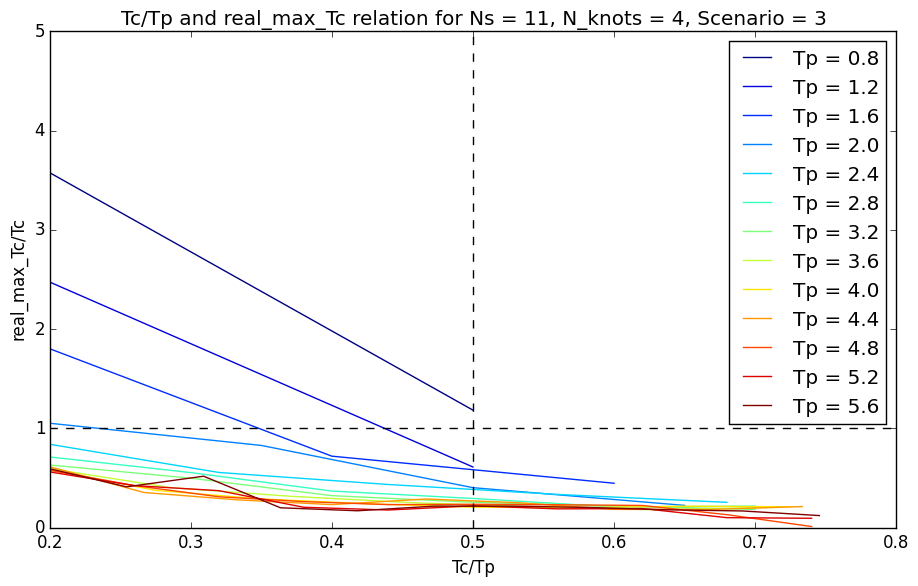 Tc/Tp and real_max_Tc relation for Ns = 11, N_knots = 4, Scenario = 3
5
4
3
2
1
0
real_max_Tc/Tc
0.2 0.3 0.4 0.5 0.6 0.7 0.8
Tc/Tp
Tp = 0.8
Tp = 1.2
Tp = 1.6
Tp = 2.0
Tp = 2.4
Tp = 2.8
Tp = 3.2
Tp = 3.6
Tp = 4.0
Tp = 4.4
Tp = 4.8
Tp = 5.2
Tp = 5.6